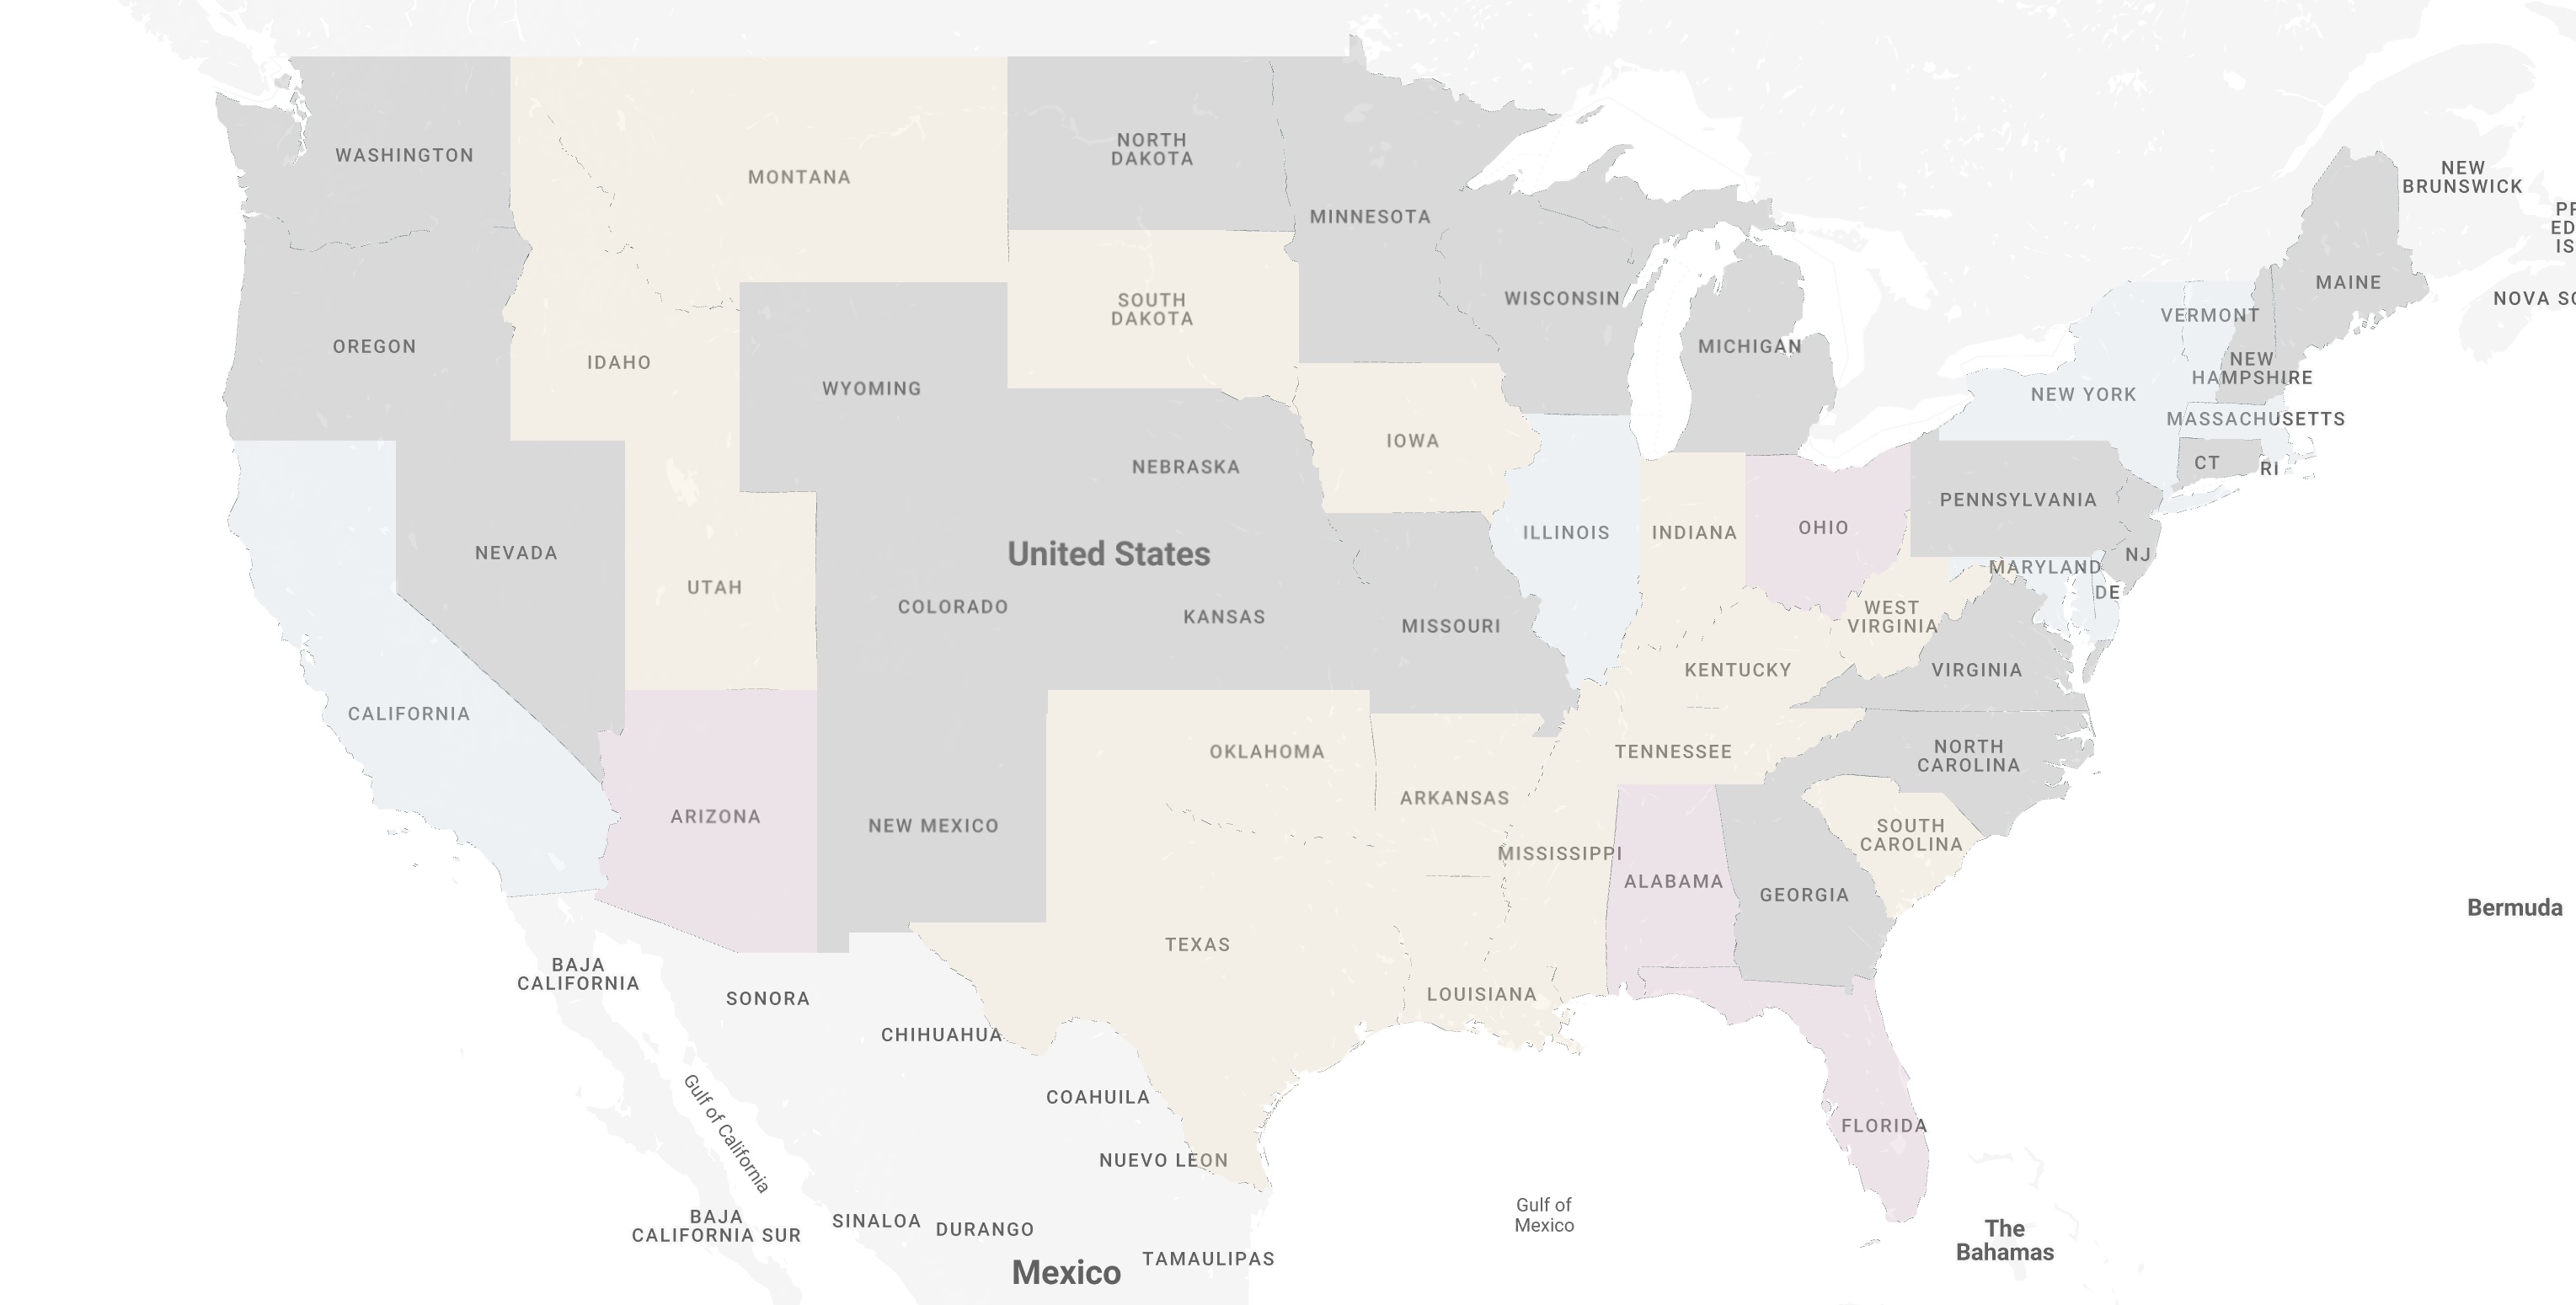 NEW
BRUNSWICK
WASHINGTON
MONTANA
NORTH
DAKOTA
MINNESOTA
PR
ED
IS
MAINE
NOVA SC
SOUTH
DAKOTA
WISCONSIN
VERMONT
OREGON
IDAHO
MICHIGAN
NEW
HAMPSHIRE
WYOMING
NEW YORK
MASSACHUSETTS
IOWA
NEBRASKA
CT
RI
PENNSYLVANIA
NEVADA
United States
ILLINOIS
INDIANA
OHIO
NJ
MARYLAND
DE
UTAH
COLORADO
KANSAS
MISSOURI
WEST
VIRGINIA
KENTUCKY
VIRGINIA
CALIFORNIA
OKLAHOMA
TENNESSEE
NORTH
CAROLINA
ARIZONA
NEW MEXICO
ARKANSAS
SOUTH
CAROLINA
MISSISSIPPI
ALABAMA
GEORGIA
Bermuda
TEXAS
BAJA
CALIFORNIA
SONORA
LOUISIANA
CHIHUAHUA
COAHUILA
Gulf of California
FLORIDA
NUEVO LEON
BAJA
CALIFORNIA SUR
SINALOA
DURANGO
Gulf of
Mexico
The
Bahamas
Mexico
TAMAULIPAS